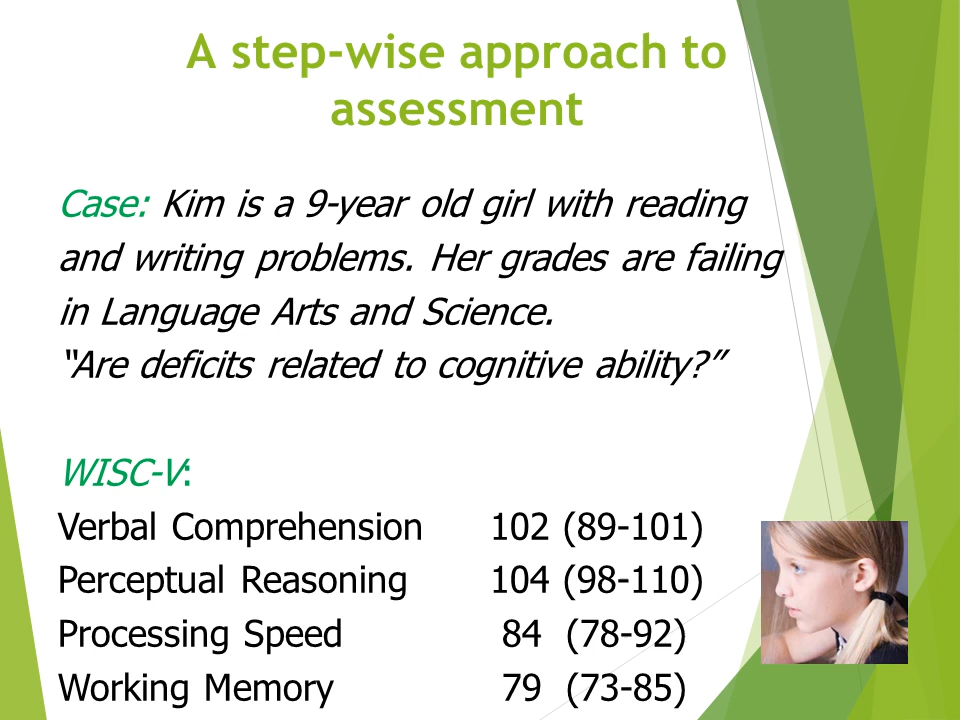 A step-wise approach to
assessment
Case: Kim is a 9-year old girl with reading
and writing problems. Her grades are failing
in Language Arts and Science.
“Are deficits related to cognitive ability?”
WISC-V:
Verbal Comprehension 102 (89-101)
Perceptual Reasoning 104 (98-110)
Processing Speed 84 (78-92)
Working Memory 79 (73-85)